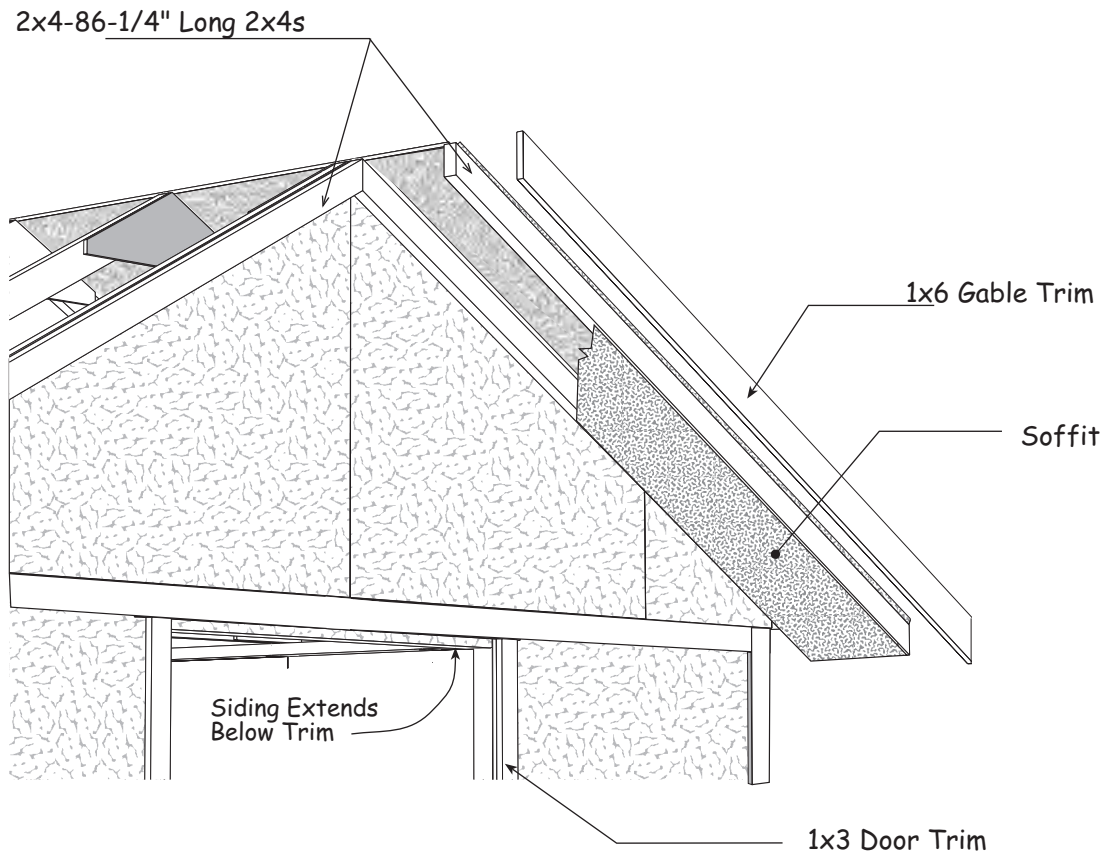 2x4-86-1/4" Long 2x4s
1x6 Gable Trim
Soffit
Siding Extends
Below Trim
1x3 Door Trim